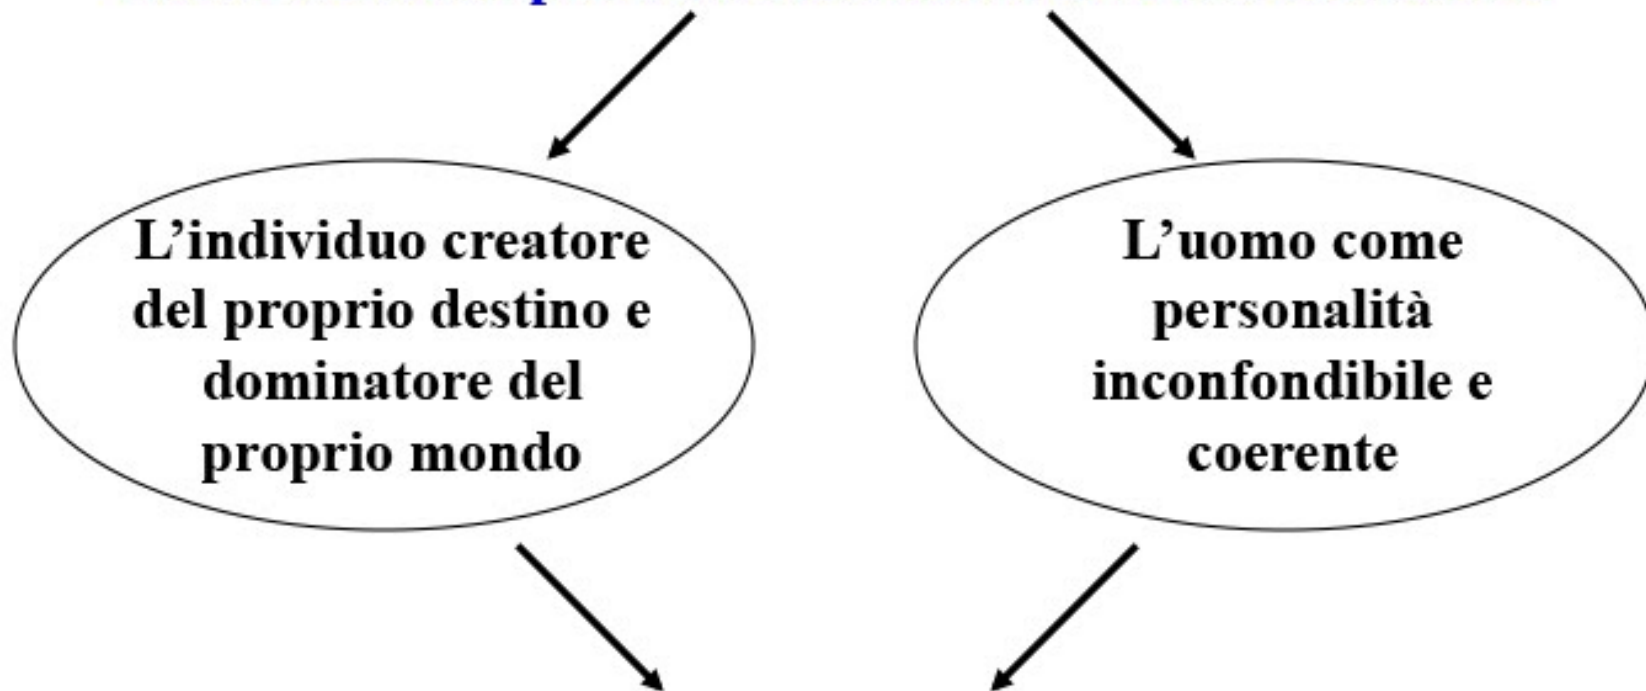 L’individuo creatore
del proprio destino e
dominatore del
proprio mondo
L’uomo come
personalità
inconfondibile e
coerente